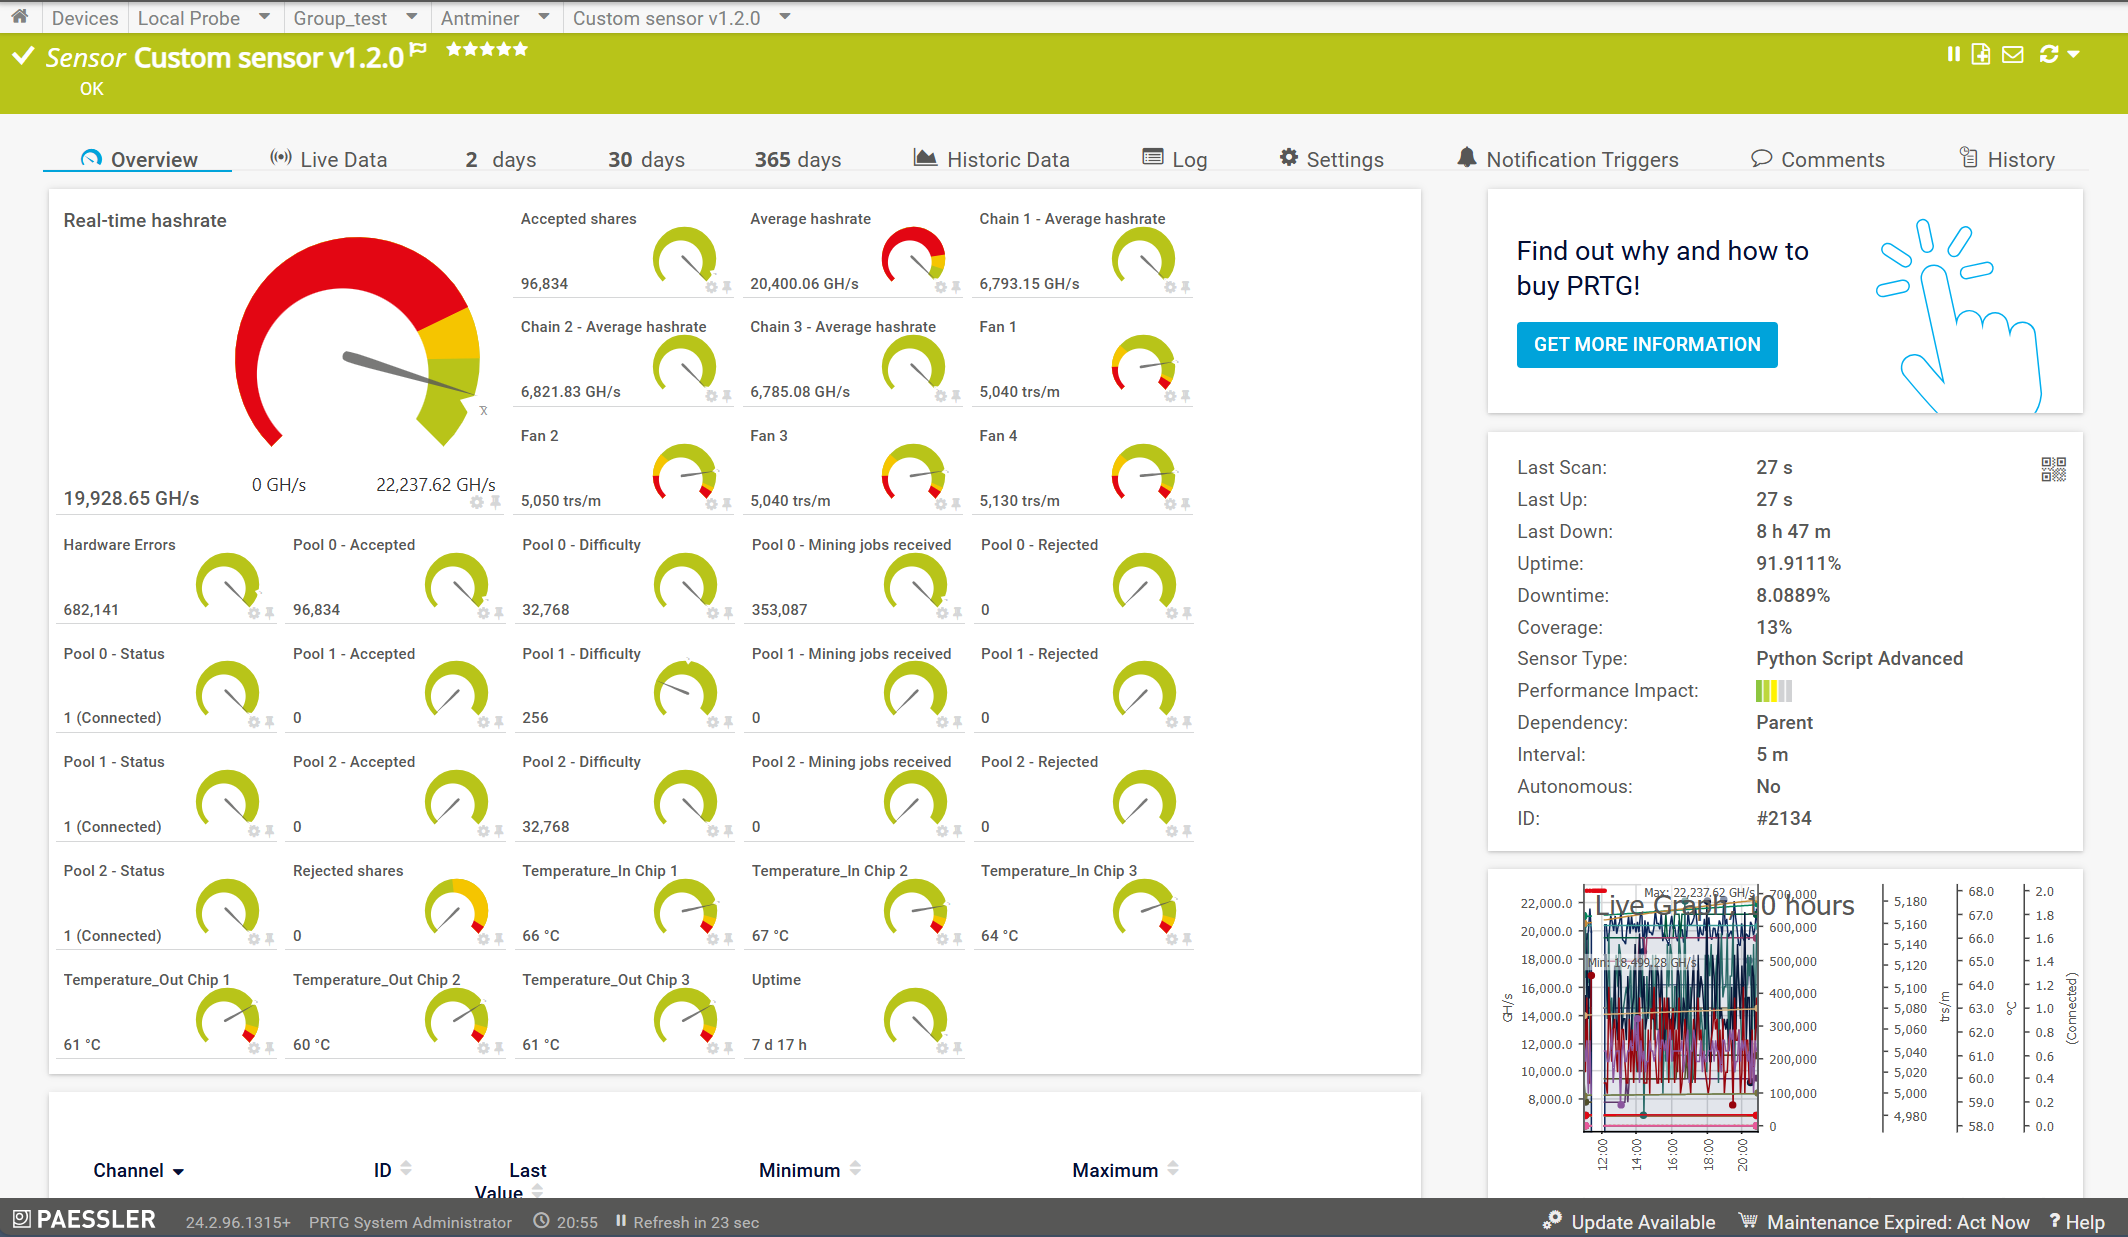 Devices
Local Probe
Group_test
Antminer
Custom sensor v1.2.0
Sensor Custom sensor v1.2.0
OK
Overview
Live Data
2 days
30 days
365 days
Historic Data
Log
Settings
Notification Triggers
Comments
History
Real-time hashrate
0 GH/s
22,237.62 GH/s
19,928.65 GH/s
Accepted shares
96,834
Average hashrate
20,400.06 GH/s
Chain 1 - Average hashrate
6,793.15 GH/s
Chain 2 - Average hashrate
6,821.83 GH/s
Chain 3 - Average hashrate
6,785.08 GH/s
Fan 1
5,040 trs/m
Fan 2
5,050 trs/m
Fan 3
5,040 trs/m
Fan 4
5,130 trs/m
Hardware Errors
682,141
Pool 0 - Accepted
96,834
Pool 0 - Difficulty
32,768
Pool 0 - Mining jobs received
353,087
Pool 0 - Rejected
0
Pool 0 - Status
1 (Connected)
Pool 1 - Accepted
0
Pool 1 - Difficulty
256
Pool 1 - Mining jobs received
0
Pool 1 - Rejected
0
Pool 1 - Status
1 (Connected)
Pool 2 - Accepted
0
Pool 2 - Difficulty
32,768
Pool 2 - Mining jobs received
0
Pool 2 - Rejected
0
Pool 2 - Status
1 (Connected)
Rejected shares
0
Temperature_In Chip 1
66 °C
Temperature_In Chip 2
67 °C
Temperature_In Chip 3
64 °C
Temperature_Out Chip 1
61 °C
Temperature_Out Chip 2
60 °C
Temperature_Out Chip 3
61 °C
Uptime
7 d 17 h
Channel
ID
Last
Value
Minimum
Maximum
Find out why and how to
buy PRTG!
GET MORE INFORMATION
Last Scan: 27 s
Last Up: 27 s
Last Down: 8 h 47 m
Uptime: 91.9111%
Downtime: 8.0889%
Coverage: 13%
Sensor Type: Python Script Advanced
Performance Impact:
Dependency: Parent
Interval: 5 m
Autonomous: No
ID: #2134
Max: 22,237.62 GH/s
Min: 18,499.28 GH/s
GH/s
22,000.0
20,000.0
18,000.0
16,000.0
14,000.0
12,000.0
10,000.0
8,000.0
700,000
600,000
500,000
400,000
300,000
200,000
100,000
0
5,180
5,160
5,140
5,120
5,100
5,080
5,060
5,040
5,020
5,000
4,980
trs/m
68.0
67.0
66.0
65.0
64.0
63.0
62.0
61.0
60.0
59.0
58.0
°C
2.0
1.8
1.6
1.4
1.2
1.0
0.8
0.6
0.4
0.2
0.0
(Connected)
12:00
14:00
16:00
18:00
20:00
Live Graph
0 hours
PAESSLER
24.2.96.1315+
PRTG System Administrator
20:55
Refresh in 23 sec
Update Available
Maintenance Expired: Act Now
? Help